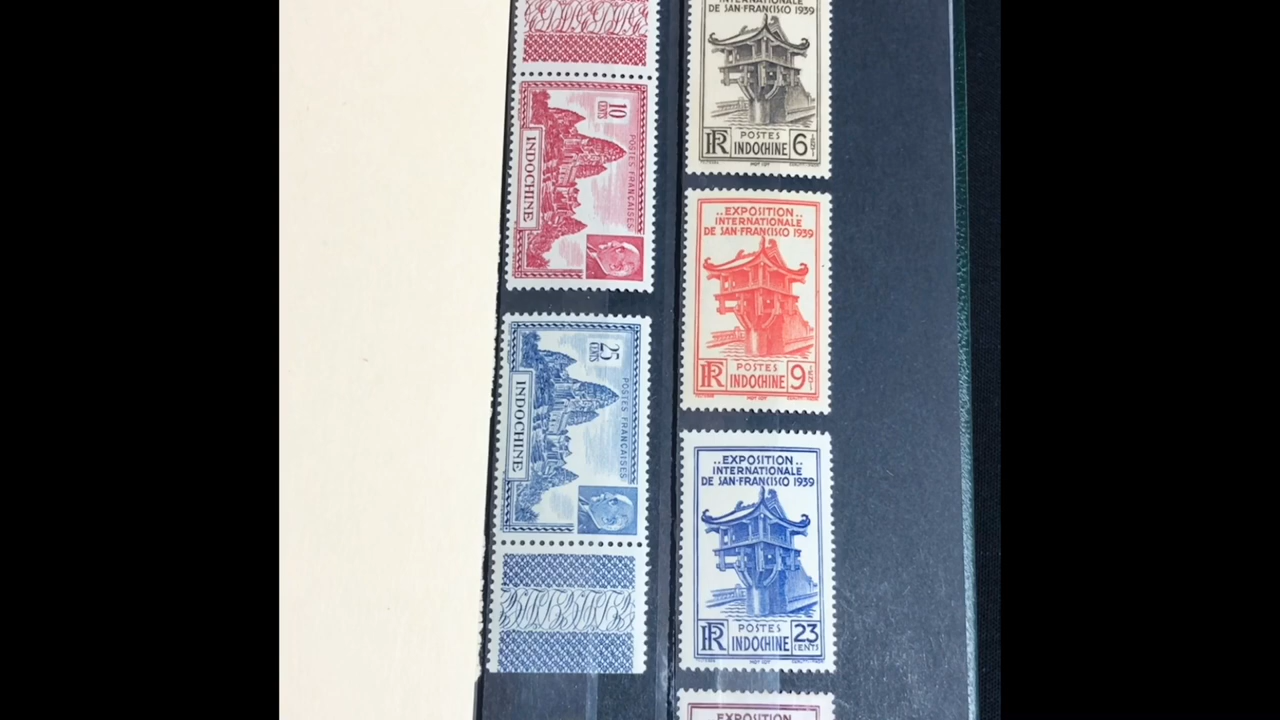 10
CENTS
POSTES FRANÇAISES
INDOCHINE
25
CENTS
POSTES FRANÇAISES
INDOCHINE
INTERNATIONALE
DE SAN-FRANCISCO 1939
RF
POSTES
INDOCHINE
6
CENTS
..EXPOSITION..
INTERNATIONALE
DE SAN-FRANCISCO 1939
RF
POSTES
INDOCHINE
9
CENTS
..EXPOSITION..
INTERNATIONALE
DE SAN-FRANCISCO 1939
RF
POSTES
INDOCHINE
23
CENTS
EXPOSITION